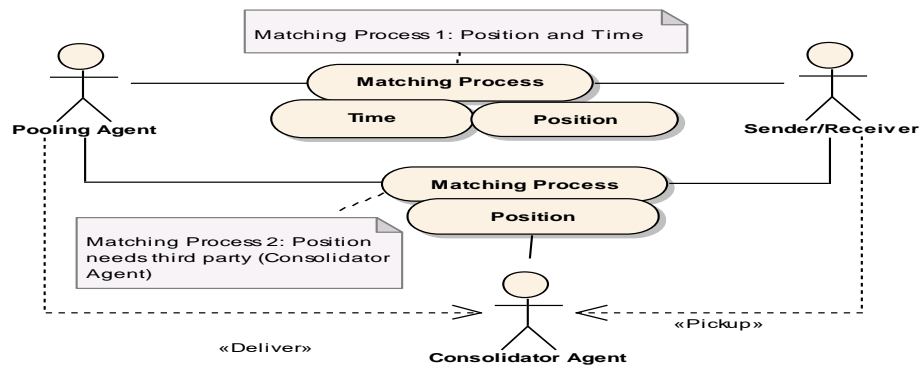 Matching Process 1: Position and Time
Matching Process
Time
Position
Pooling Agent
Sender/Receiver
Matching Process
Position
Matching Process 2: Position
needs third party (Consolidator
Agent)
«Pickup»
«Deliver»
Consolidator Agent